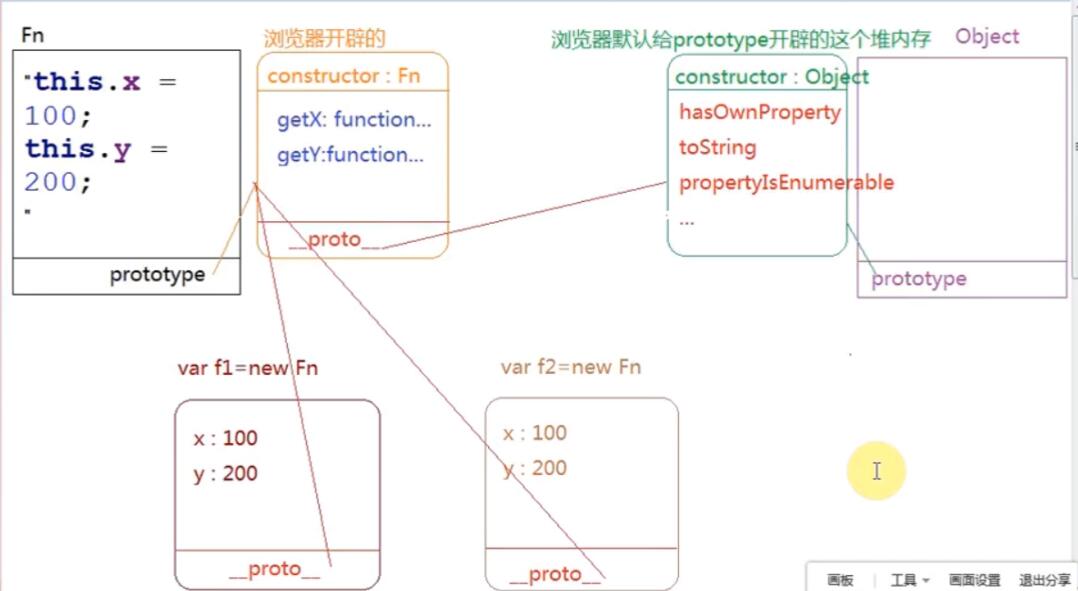 Fn
浏览器开辟的
浏览器默认给prototype开辟的这个堆内存
Object
"this.x =
100;
this.y =
200;
"
prototype
constructor : Fn
getX: function...
getY:function...
__proto__
constructor : Object
hasOwnProperty
toString
propertyIsEnumerable
...
prototype
var f1=new Fn
x : 100
y : 200
__proto__
var f2=new Fn
x : 100
y : 200
__proto__
画板
工具
画面设置
退出分享